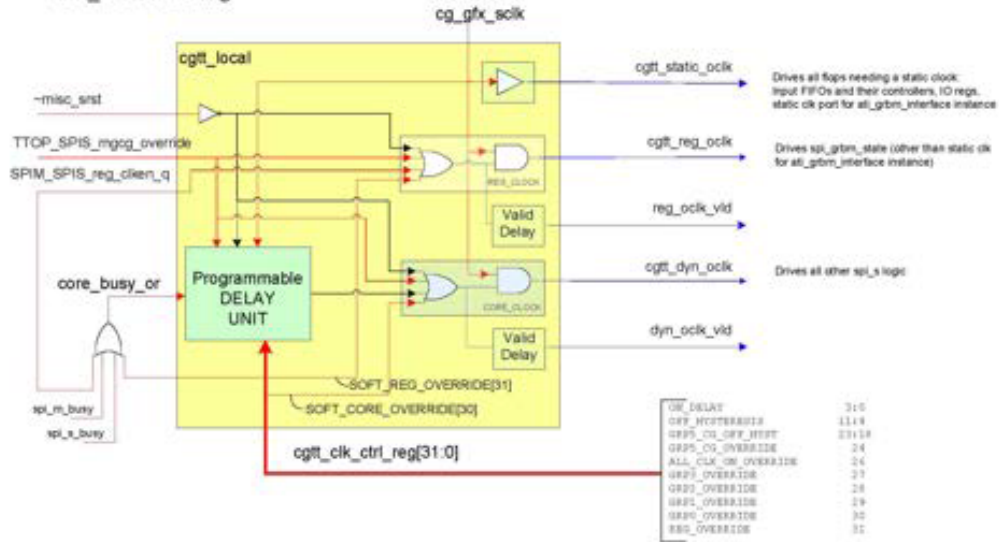 cg_gfx_sclk
cgtt_local
cgtt_static_oclk
Drives all flops needing a static clock:
Input FIFOs and their controllers, IO regs,
static clk port for ati_grbm_interface instance
~misc_srst
TTOP_SPIS_mgcg_override
cgtt_reg_oclk
Drives spi_grbm_state (other than static clk
for ati_grbm_interface instance)
SPIM_SPIS_reg_clken_q
REG_CLOCK
reg_oclk_vld
Valid
Delay
core_busy_or
Programmable
DELAY
UNIT
cgtt_dyn_oclk
Drives all other spi_s logic
CORE_CLOCK
dyn_oclk_vld
Valid
Delay
SOFT_REG_OVERRIDE[31]
SOFT_CORE_OVERRIDE[30]
spi_m_busy
spi_s_busy
cgtt_clk_ctrl_reg[31:0]
ON_DELAY 3:0
OFF_HYSTERESIS 11:4
GRP5_CG_OFF_HYST 23:18
GRP5_CG_OVERRIDE 24
ALL_CLK_ON_OVERRIDE 26
GRP3_OVERRIDE 27
GRP2_OVERRIDE 28
GRP1_OVERRIDE 29
GRP0_OVERRIDE 30
REG_OVERRIDE 31